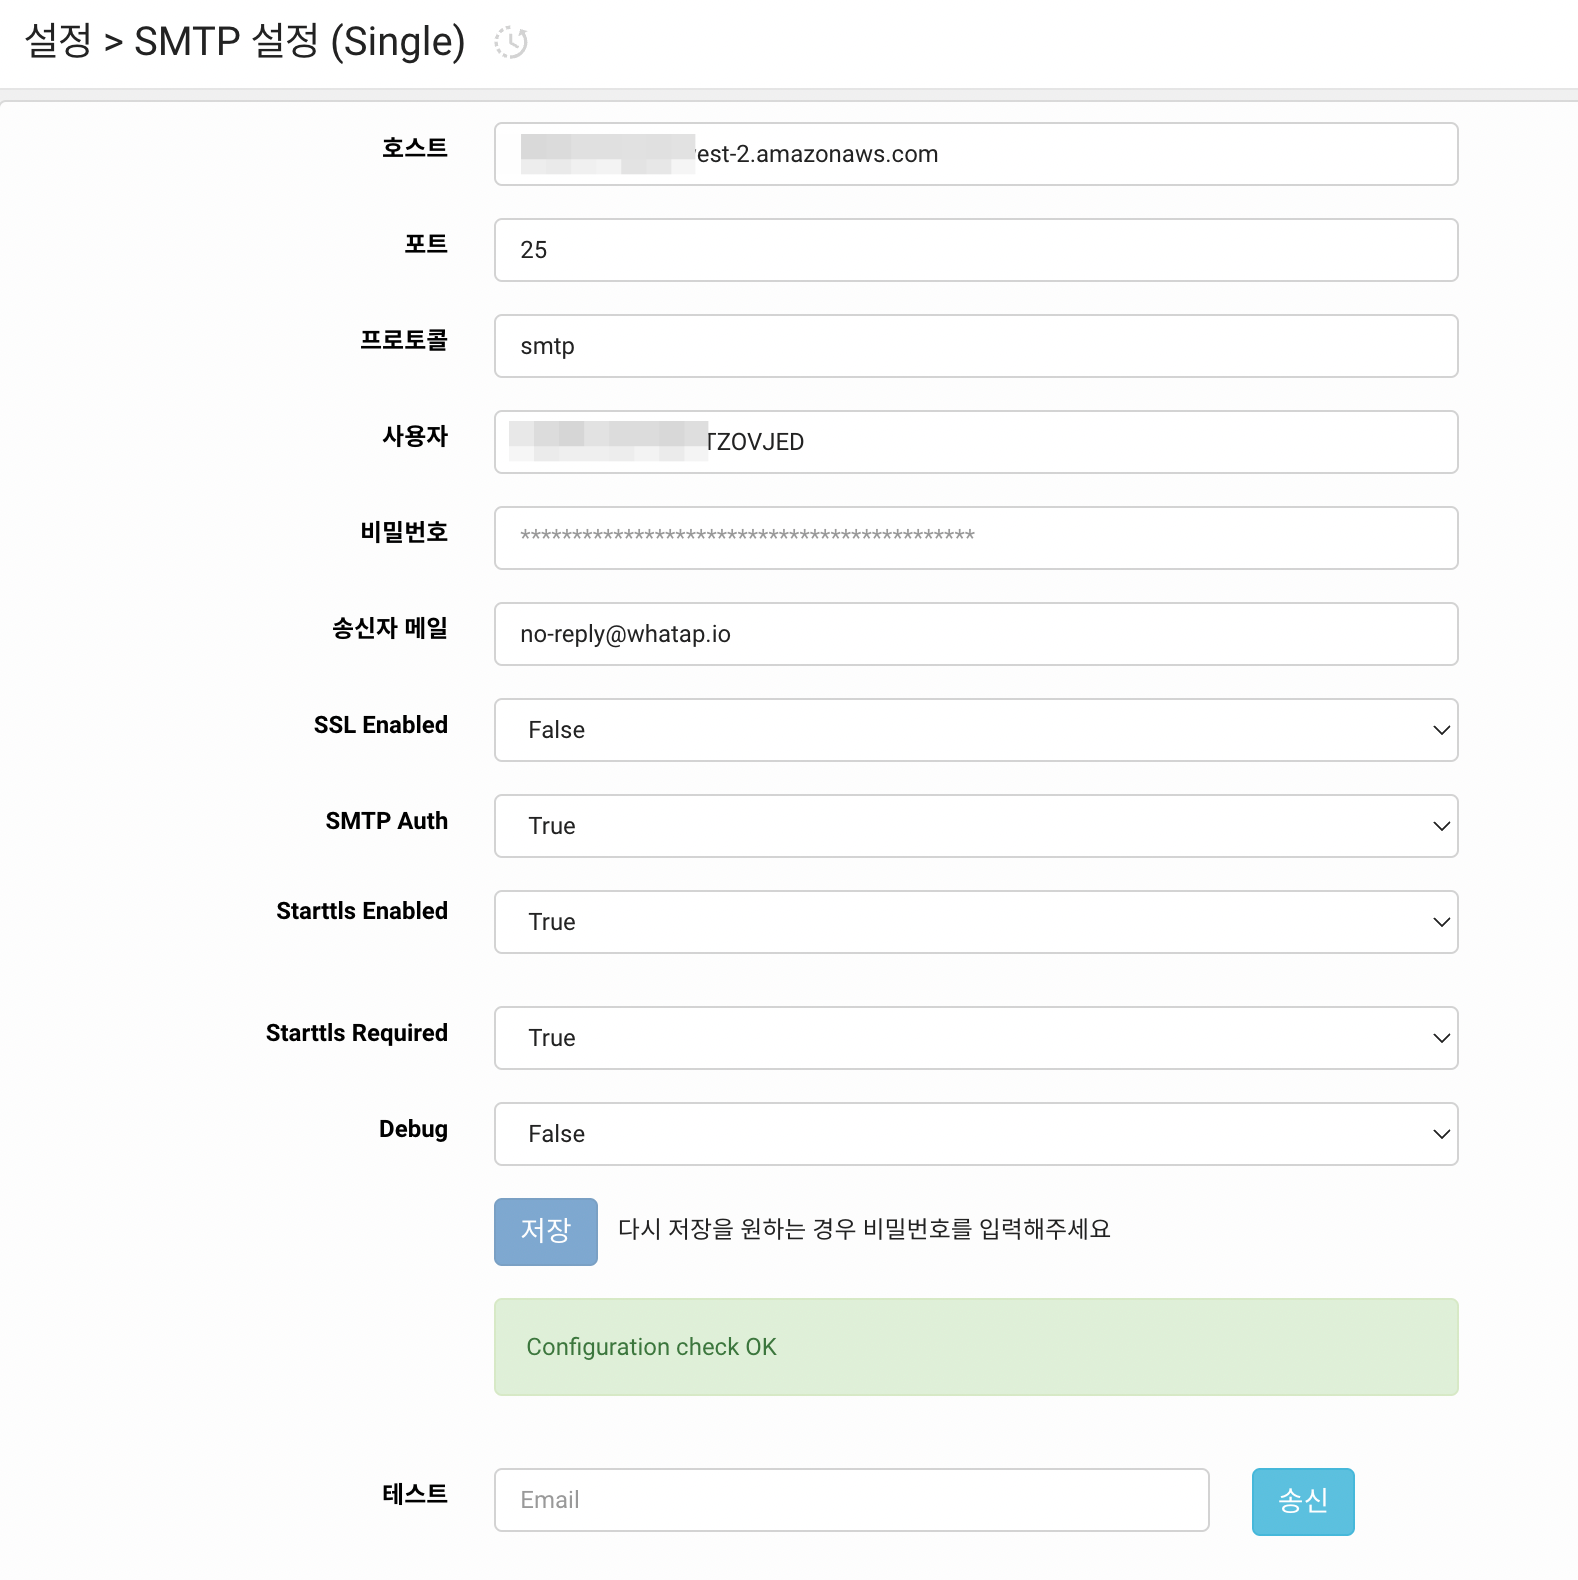 설정 > SMTP 설정 (Single)
호스트
est-2.amazonaws.com
포트
25
프로토콜
smtp
사용자
TZOVJED
비밀번호
********************************************
송신자 메일
no-reply@whatap.io
SSL Enabled
False
SMTP Auth
True
Starttls Enabled
True
Starttls Required
True
Debug
False
저장 다시 저장을 원하는 경우 비밀번호를 입력해주세요
Configuration check OK
테스트
Email
송신